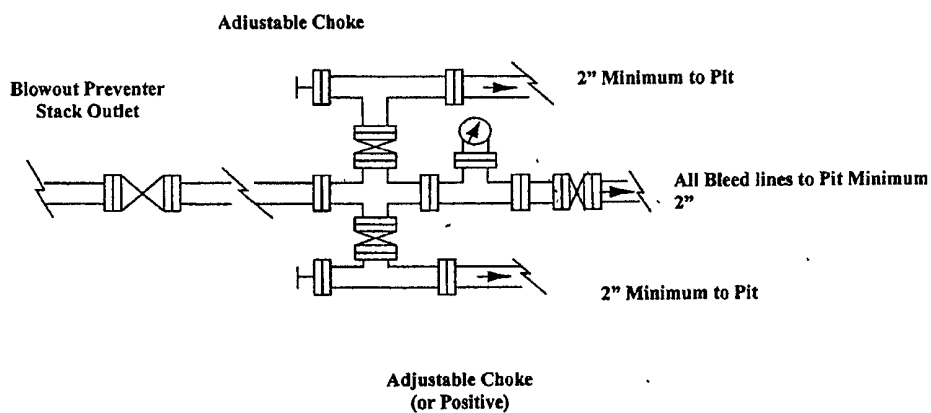 Adjustable Choke
2” Minimum to Pit
Blowout Preventer
Stack Outlet
All Bleed lines to Pit Minimum
2”
2” Minimum to Pit
Adjustable Choke
(or Positive)